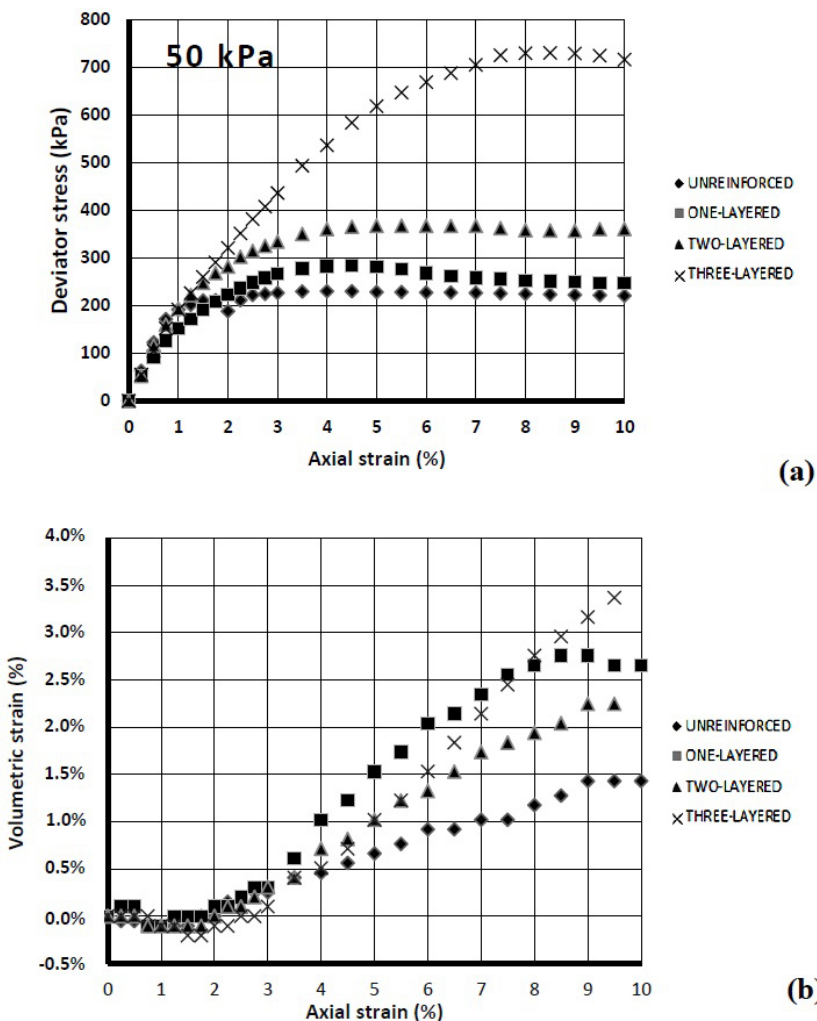 50 kPa
800
700
600
500
400
300
200
100
0
Deviator stress (kPa)
0 1 2 3 4 5 6 7 8 9 10
Axial strain (%)
UNREINFORCED
ONE-LAYERED
TWO-LAYERED
THREE-LAYERED
(a)
4.0%
3.5%
3.0%
2.5%
2.0%
1.5%
1.0%
0.5%
0.0%
-0.5%
Volumetric strain (%)
0 1 2 3 4 5 6 7 8 9 10
Axial strain (%)
UNREINFORCED
ONE-LAYERED
TWO-LAYERED
THREE-LAYERED
(b)